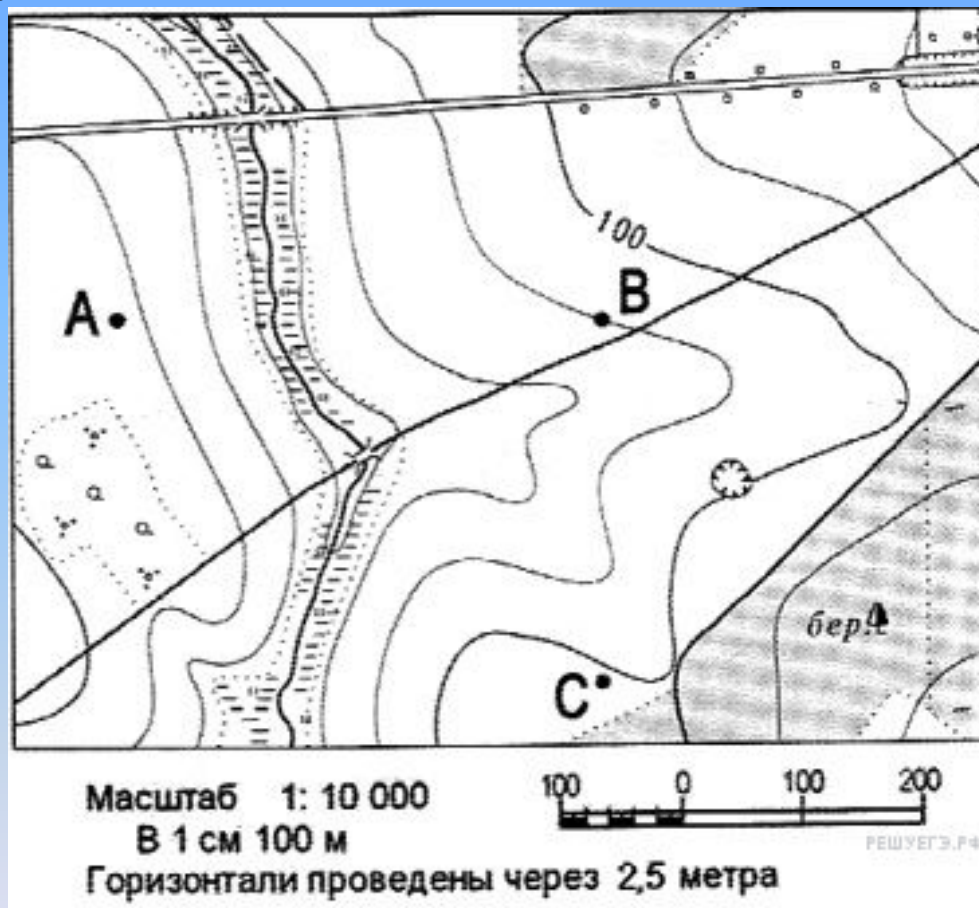 100
A
B
бер.
C
Масштаб 1: 10 000
В 1 см 100 м
100 0 100 200
РЕШУЕГЭ.РФ
Горизонтали проведены через 2,5 метра